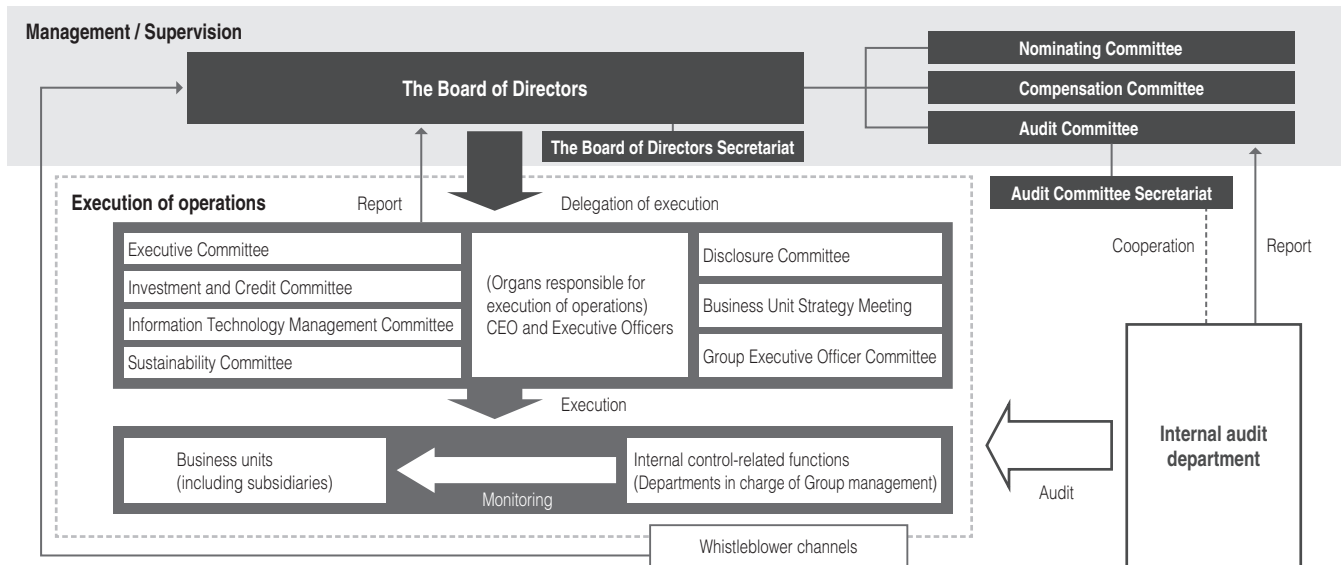 Management / Supervision
The Board of Directors
The Board of Directors Secretariat
Nominating Committee
Compensation Committee
Audit Committee
Audit Committee Secretariat
Cooperation
Report
Execution of operations
Report
Delegation of execution
Executive Committee
Investment and Credit Committee
Information Technology Management Committee
Sustainability Committee
(Organs responsible for
execution of operations)
CEO and Executive Officers
Disclosure Committee
Business Unit Strategy Meeting
Group Executive Officer Committee
Execution
Business units
(including subsidiaries)
Monitoring
Internal control-related functions
(Departments in charge of Group management)
Audit
Internal audit
department
Whistleblower channels